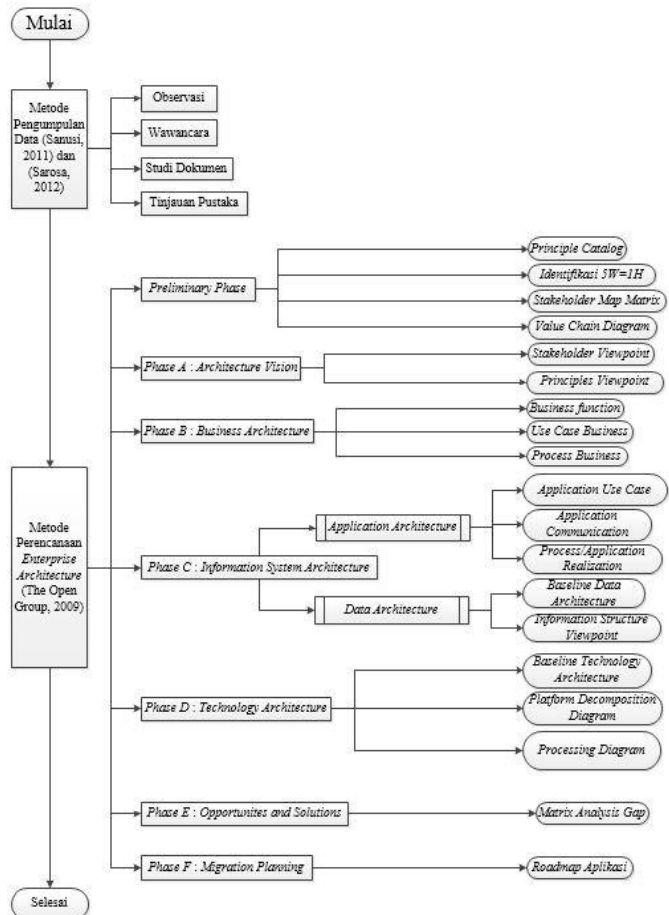 Mulai
Metode
Pengumpulan
Data (Sanusi,
2011) dan
(Sarosa,
2012)
Observasi
Wawancara
Studi Dokumen
Tinjauan Pustaka
Preliminary Phase
Principle Catalog
Identifikasi 5W=1H
Stakeholder Map Matrix
Value Chain Diagram
Phase A : Architecture Vision
Stakeholder Viewpoint
Principles Viewpoint
Phase B : Business Architecture
Business function
Use Case Business
Process Business
Metode
Perencanaan
Enterprise
Architecture
(The Open
Group, 2009)
Phase C : Information System Architecture
Application Architecture
Application Use Case
Application
Communication
Process/Application
Realization
Data Architecture
Baseline Data
Architecture
Information Structure
Viewpoint
Phase D : Technology Architecture
Baseline Technology
Architecture
Platform Decomposition
Diagram
Processing Diagram
Phase E : Opportunites and Solutions
Matrix Analysis Gap
Phase F : Migration Planning
Roadmap Aplikasi
Selesai